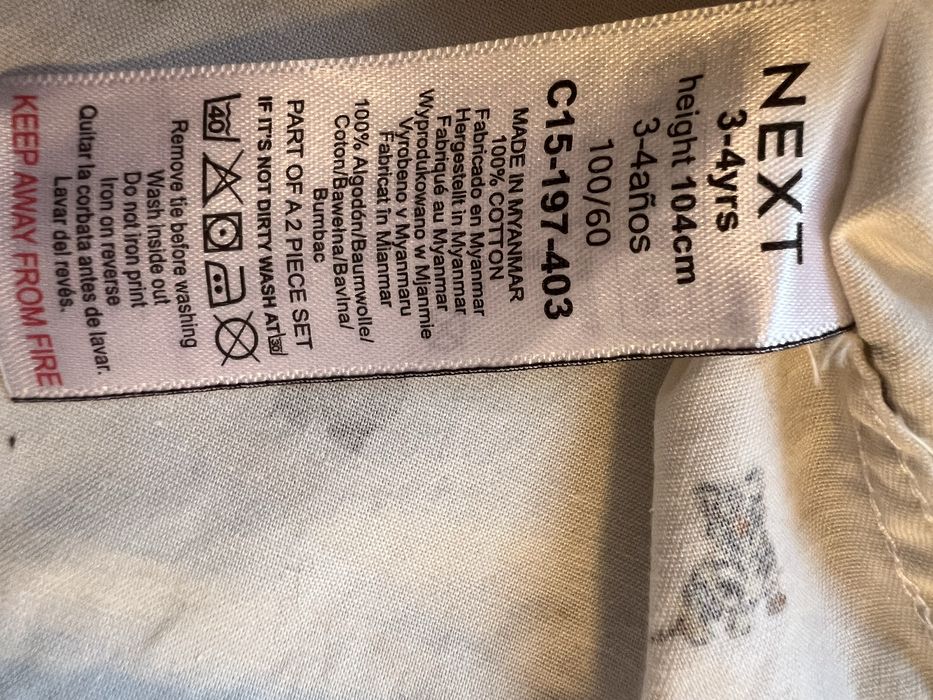 NEXT
3-4yrs
height 104cm
3-4años
100/60
C15-197-403
MADE IN MYANMAR
100% COTTON
Fabricado en Myanmar
Hergestellt in Myanmar
Fabriqué au Myanmar
Wyprodukowano w Mjanmie
Vyrobeno v Myanmaru
Fabricat în Mianmar
100% Algodón/Baumwolle/
Coton/Bawełna/Bavlna/
Bumbac
PART OF A 2 PIECE SET
IF IT'S NOT DIRTY WASH AT 30
40
Remove tie before washing
Wash inside out
Do not iron print
Iron on reverse
Quitar la corbata antes de lavar.
Lavar del revés.
KEEP AWAY FROM FIRE